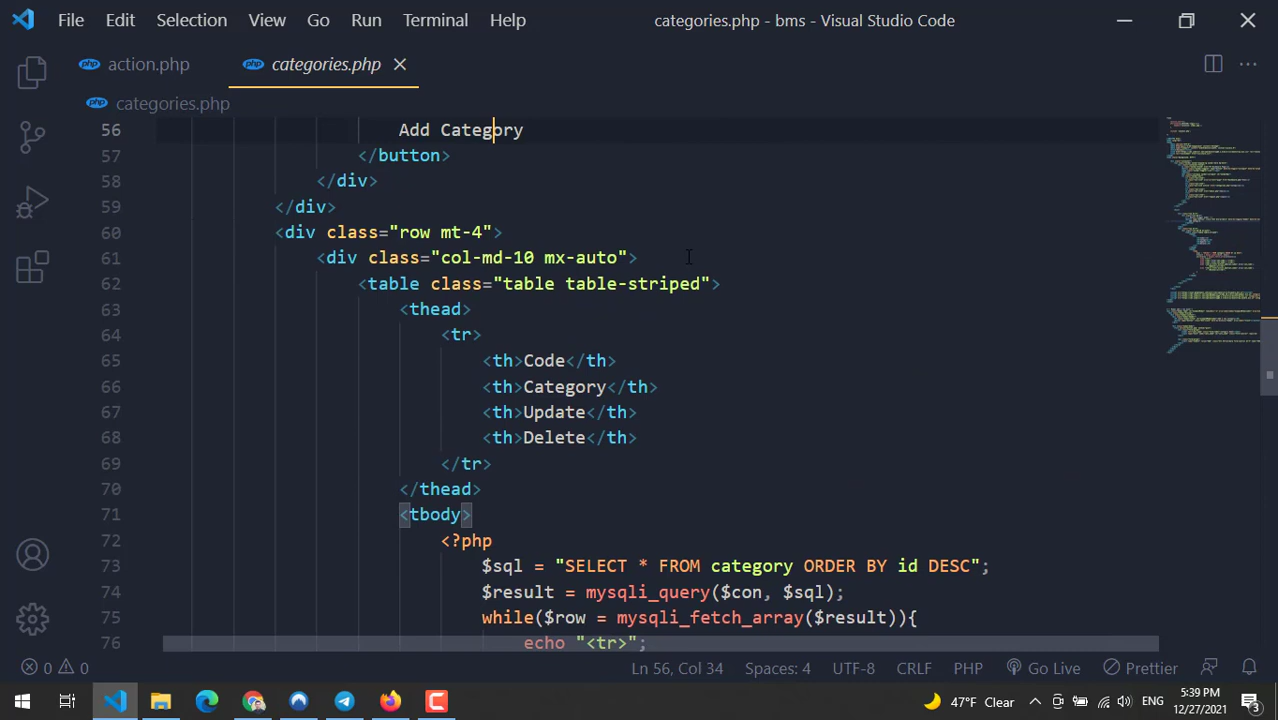 File Edit Selection View Go Run Terminal Help categories.php - bms - Visual Studio Code
action.php categories.php
categories.php
56 Add Category
57 </button>
58 </div>
59 </div>
60 <div class="row mt-4">
61 <div class="col-md-10 mx-auto">
62 <table class="table table-striped">
63 <thead>
64 <tr>
65 <th>Code</th>
66 <th>Category</th>
67 <th>Update</th>
68 <th>Delete</th>
69 </tr>
70 </thead>
71 <tbody>
72 <?php
73 $sql = "SELECT * FROM category ORDER BY id DESC";
74 $result = mysqli_query($con, $sql);
75 while($row = mysqli_fetch_array($result)){
76 echo "<tr>";
0 0 Ln 56, Col 34 Spaces: 4 UTF-8 CRLF PHP Go Live Prettier
47°F Clear ENG 5:39 PM 12/27/2021 3